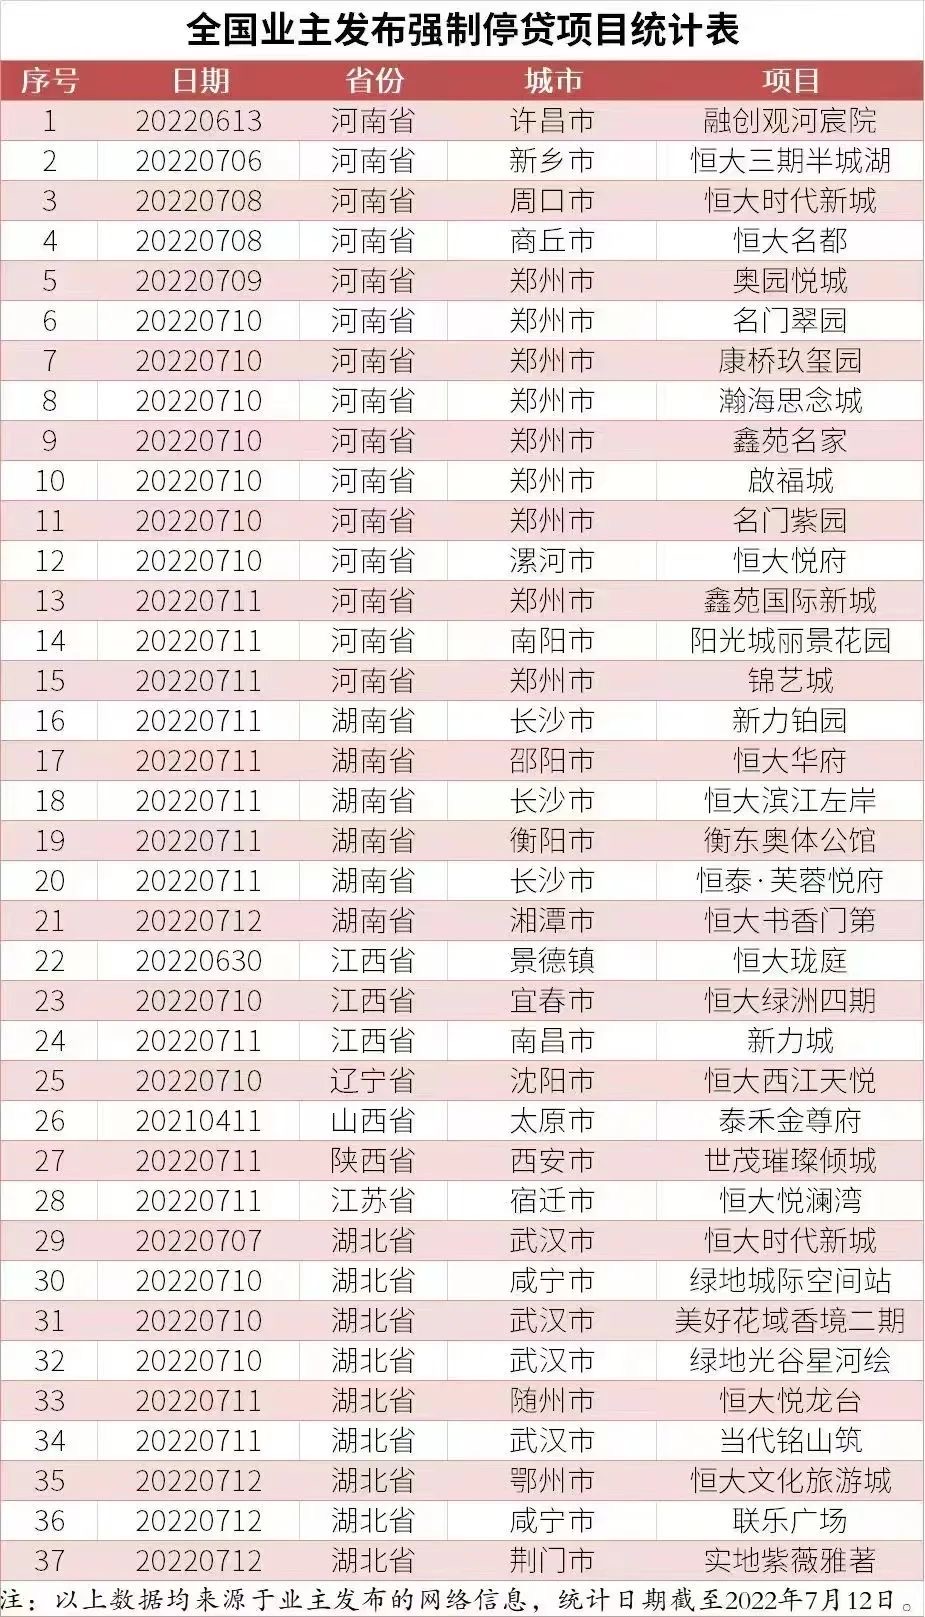 全国业主发布强制停贷项目统计表
序号 日期 省份 城市 项目
1 20220613 河南省 许昌市 融创观河宸院
2 20220706 河南省 新乡市 恒大三期半城湖
3 20220708 河南省 周口市 恒大时代新城
4 20220708 河南省 商丘市 恒大名都
5 20220709 河南省 郑州市 奥园悦城
6 20220710 河南省 郑州市 名门翠园
7 20220710 河南省 郑州市 康桥玖玺园
8 20220710 河南省 郑州市 瀚海思念城
9 20220710 河南省 郑州市 鑫苑名家
10 20220710 河南省 郑州市 啟福城
11 20220710 河南省 郑州市 名门紫园
12 20220710 河南省 漯河市 恒大悦府
13 20220711 河南省 郑州市 鑫苑国际新城
14 20220711 河南省 南阳市 阳光城丽景花园
15 20220711 河南省 郑州市 锦艺城
16 20220711 湖南省 长沙市 新力铂园
17 20220711 湖南省 邵阳市 恒大华府
18 20220711 湖南省 长沙市 恒大滨江左岸
19 20220711 湖南省 衡阳市 衡东奥体公馆
20 20220711 湖南省 长沙市 恒泰·芙蓉悦府
21 20220712 湖南省 湘潭市 恒大书香门第
22 20220630 江西省 景德镇 恒大珑庭
23 20220710 江西省 宜春市 恒大绿洲四期
24 20220711 江西省 南昌市 新力城
25 20220710 辽宁省 沈阳市 恒大西江天悦
26 20210411 山西省 太原市 泰禾金尊府
27 20220711 陕西省 西安市 世茂璀璨倾城
28 20220711 江苏省 宿迁市 恒大悦澜湾
29 20220707 湖北省 武汉市 恒大时代新城
30 20220710 湖北省 咸宁市 绿地城际空间站
31 20220710 湖北省 武汉市 美好花域香境二期
32 20220710 湖北省 武汉市 绿地光谷星河绘
33 20220711 湖北省 随州市 恒大悦龙台
34 20220711 湖北省 武汉市 当代铭山筑
35 20220712 湖北省 鄂州市 恒大文化旅游城
36 20220712 湖北省 咸宁市 联乐广场
37 20220712 湖北省 荆门市 实地紫薇雅著
注：以上数据均来源于业主发布的网络信息，统计日期截至2022年7月12日。